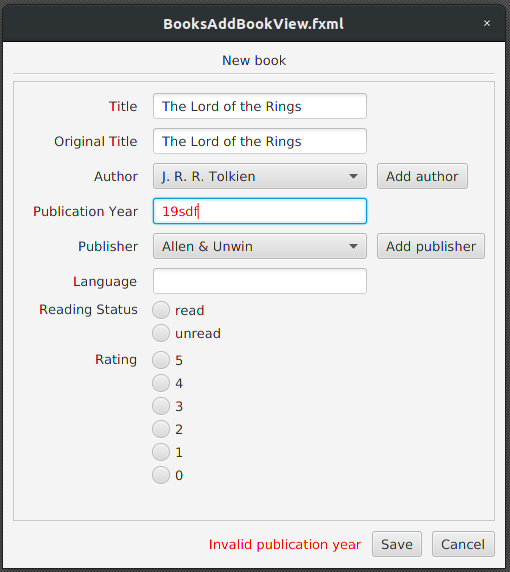 BooksAddBookView.fxml ×
New book
Title The Lord of the Rings
Original Title The Lord of the Rings
Author J. R. R. Tolkien Add author
Publication Year 19sdf
Publisher Allen & Unwin Add publisher
Language
Reading Status read
unread
Rating 5
4
3
2
1
0
Invalid publication year Save Cancel